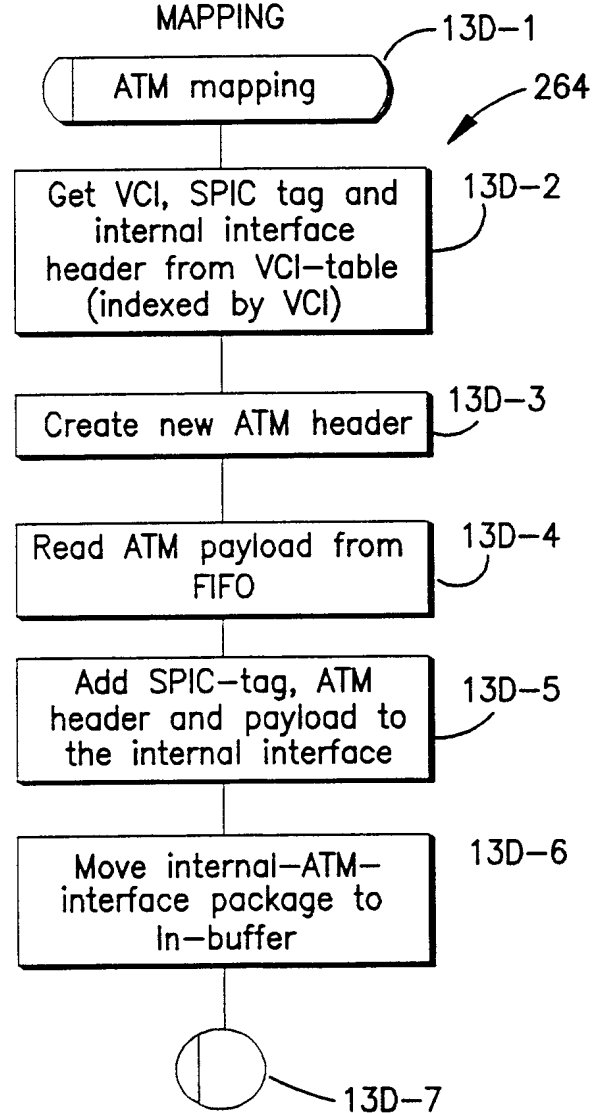 MAPPING
13D-1
ATM mapping
264
Get VCI, SPIC tag and
internal interface
header from VCI-table
(indexed by VCI)
13D-2
Create new ATM header
13D-3
Read ATM payload from
FIFO
13D-4
Add SPIC-tag, ATM
header and payload to
the internal interface
13D-5
Move internal-ATM-
interface package to
In-buffer
13D-6
13D-7